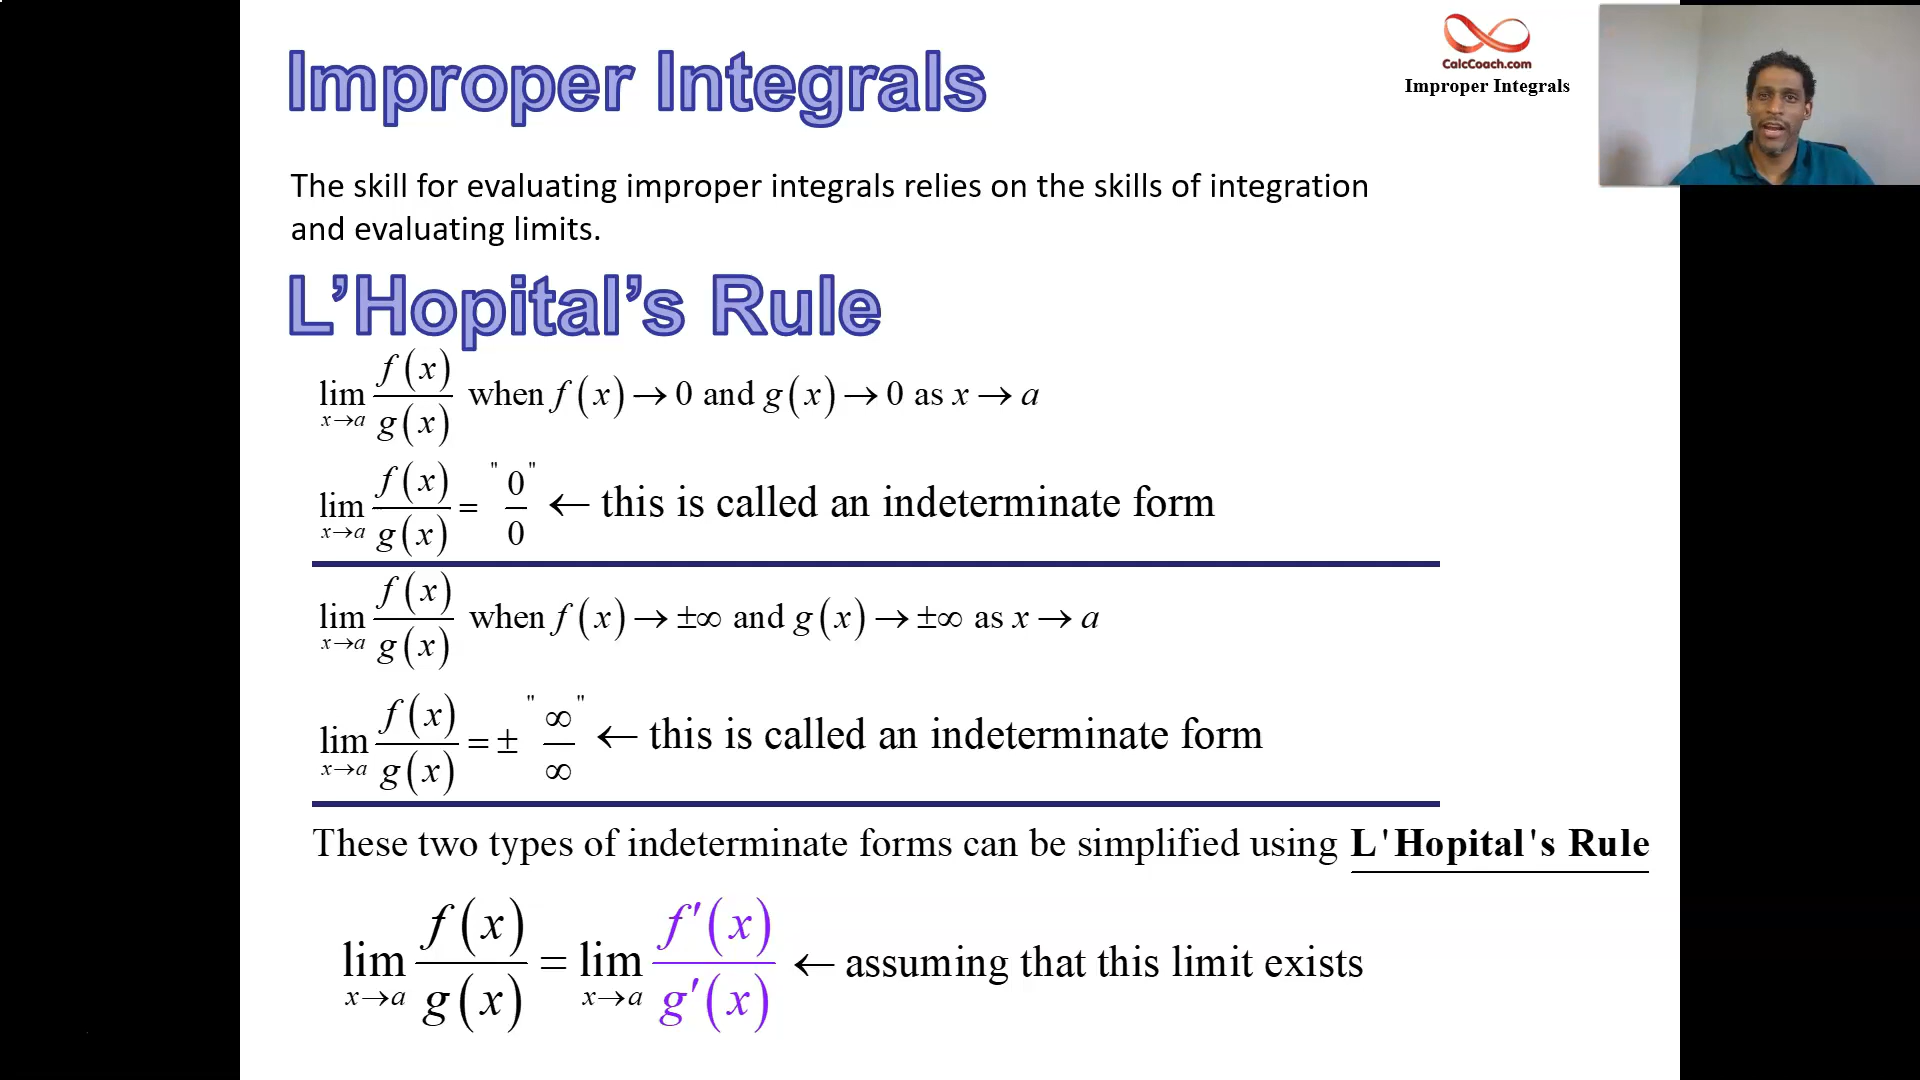 Improper Integrals
CalcCoach.com
Improper Integrals
The skill for evaluating improper integrals relies on the skills of integration
and evaluating limits.
L’Hopital’s Rule
lim x→a f(x)/g(x) when f(x)→0 and g(x)→0 as x→a
lim x→a f(x)/g(x) = "0/0" ← this is called an indeterminate form
lim x→a f(x)/g(x) when f(x)→±∞ and g(x)→±∞ as x→a
lim x→a f(x)/g(x) = ± "∞/∞" ← this is called an indeterminate form
These two types of indeterminate forms can be simplified using L'Hopital's Rule
lim x→a f(x)/g(x) = lim x→a f′(x)/g′(x) ← assuming that this limit exists